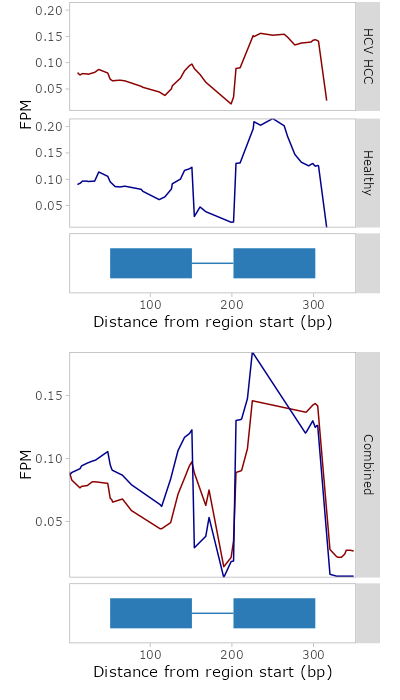 0.20
0.15
0.10
0.05
HCV HCC
FPM
0.20
0.15
0.10
0.05
Healthy
100 200 300
Distance from region start (bp)
0.15
0.10
0.05
FPM
Combined
100 200 300
Distance from region start (bp)